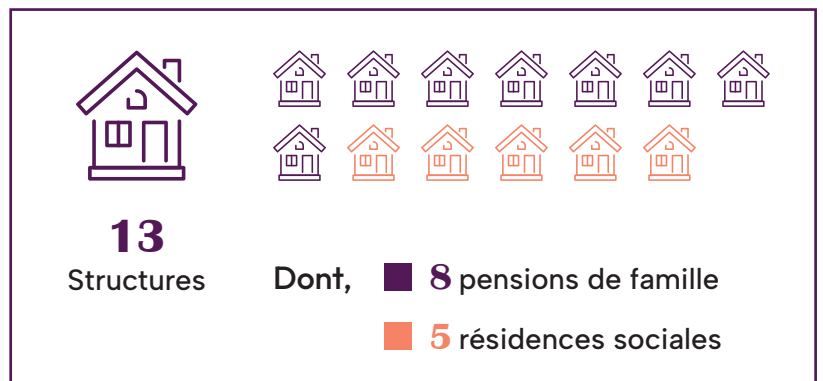 13
Structures
Dont, 8 pensions de famille
5 résidences sociales